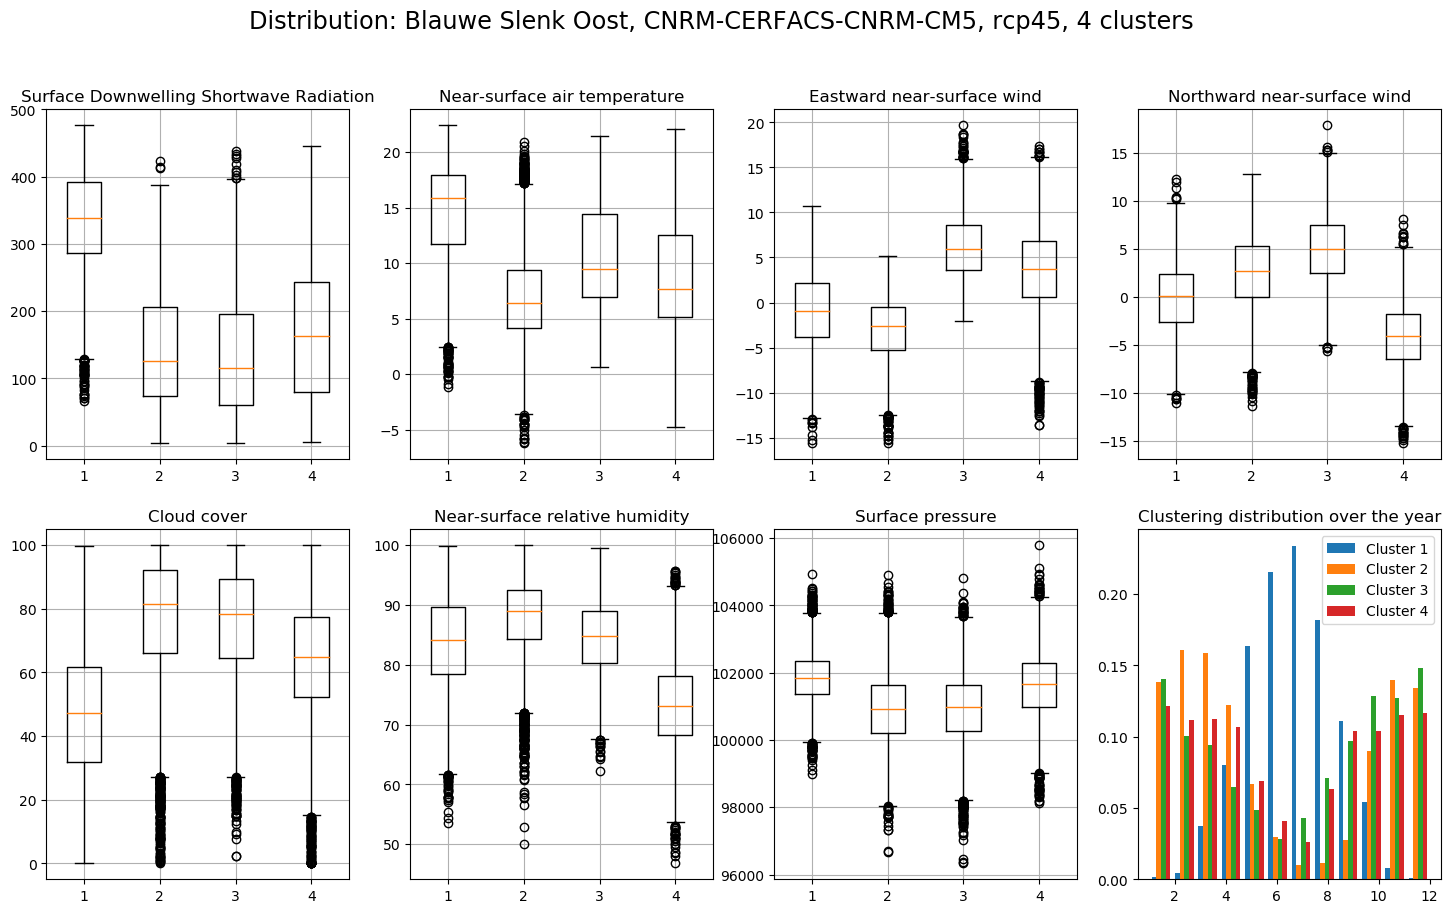 Distribution: Blauwe Slenk Oost, CNRM-CERFACS-CNRM-CM5, rcp45, 4 clusters
Surface Downwelling Shortwave Radiation
500
400
300
200
100
0
1 2 3 4
Near-surface air temperature
20
15
10
5
0
−5
1 2 3 4
Eastward near-surface wind
20
15
10
5
0
−5
−10
−15
1 2 3 4
Northward near-surface wind
15
10
5
0
−5
−10
−15
1 2 3 4
Cloud cover
100
80
60
40
20
0
1 2 3 4
Near-surface relative humidity
100
90
80
70
60
50
1 2 3 4
Surface pressure
106000
104000
102000
100000
98000
96000
1 2 3 4
Clustering distribution over the year
Cluster 1
Cluster 2
Cluster 3
Cluster 4
0.20
0.15
0.10
0.05
0.00
2 4 6 8 10 12